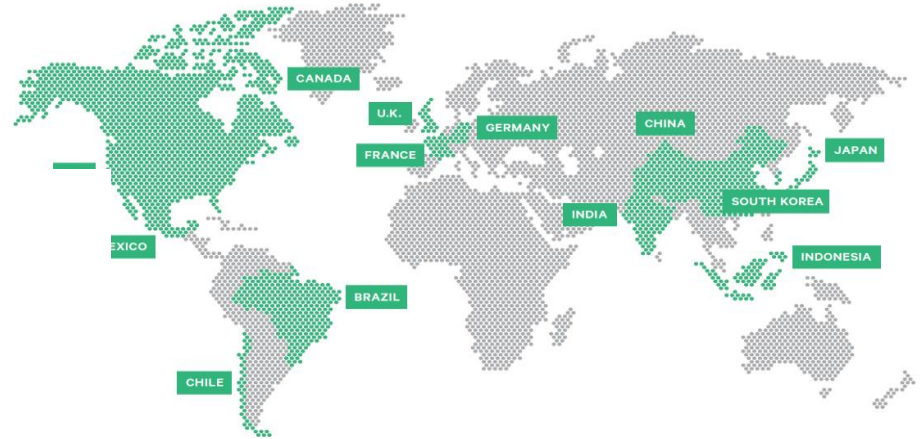 CANADA
U.K.
GERMANY
CHINA
FRANCE
JAPAN
SOUTH KOREA
INDIA
EXICO
INDONESIA
BRAZIL
CHILE